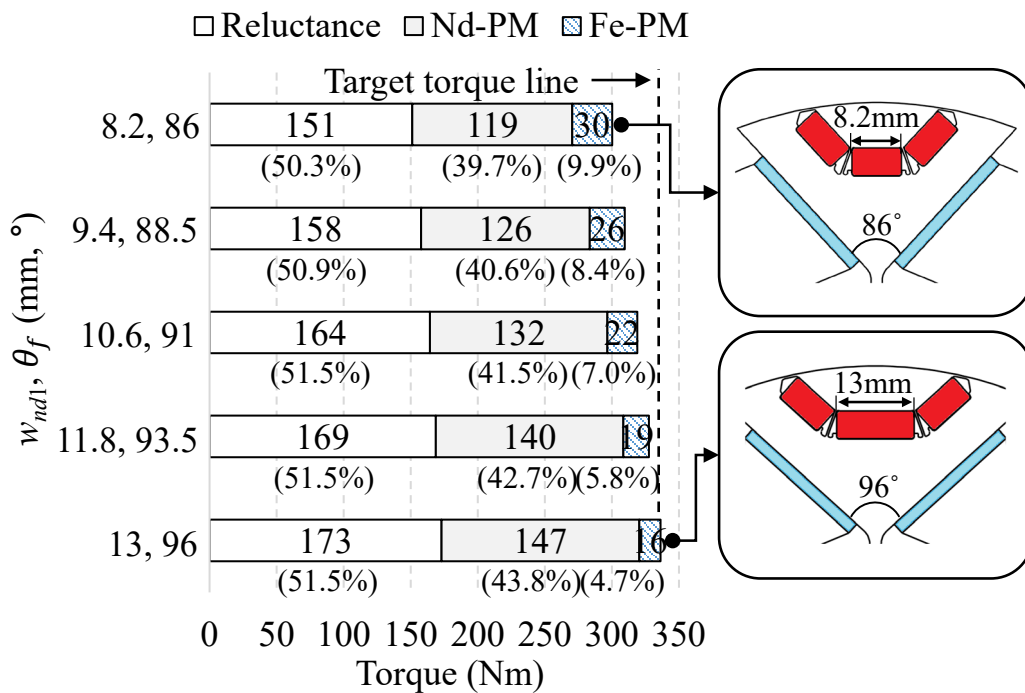 Reluctance Nd-PM Fe-PM
Target torque line
8.2, 86
151 119 30
(50.3%) (39.7%) (9.9%)
9.4, 88.5
158 126 26
(50.9%) (40.6%) (8.4%)
10.6, 91
164 132 22
(51.5%) (41.5%) (7.0%)
11.8, 93.5
169 140 19
(51.5%) (42.7%) (5.8%)
13, 96
173 147 16
(51.5%) (43.8%) (4.7%)
0 50 100 150 200 250 300 350
Torque (Nm)
w_nd1, θ_f (mm, °)
8.2mm
86°
13mm
96°